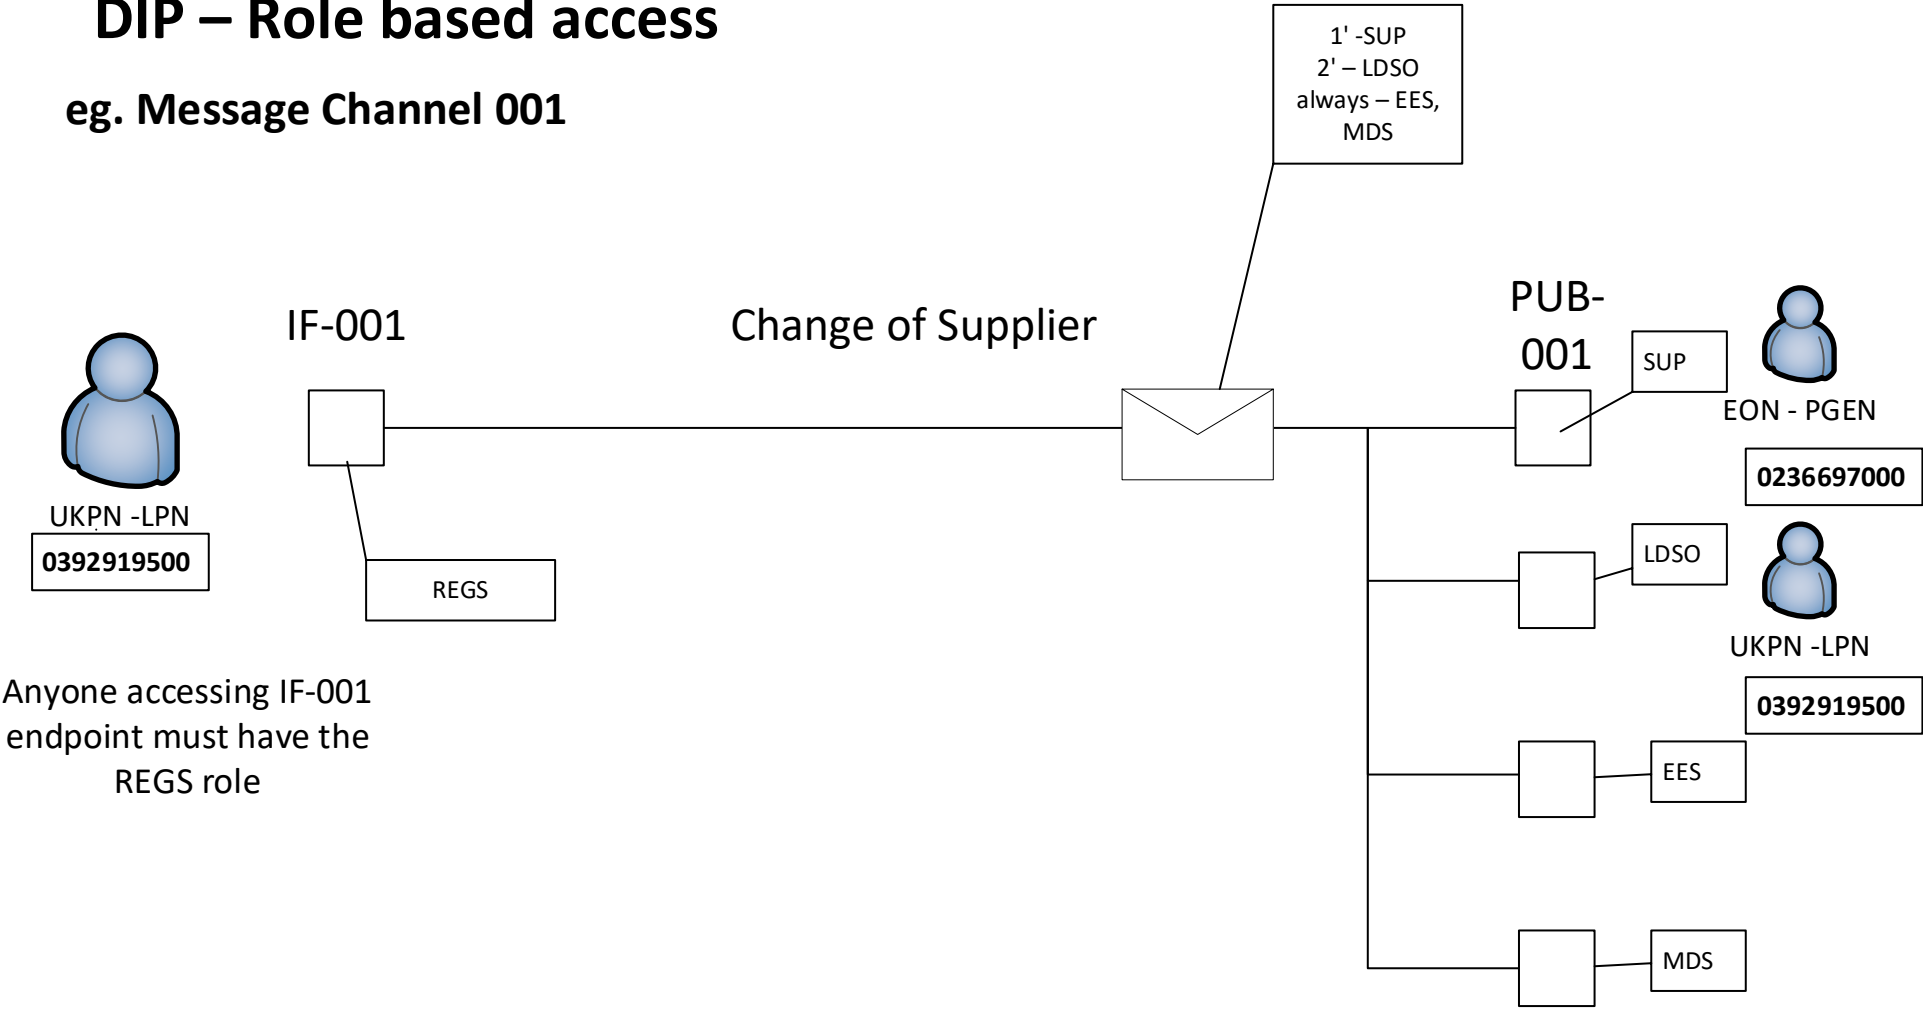 DIP – Role based access
eg. Message Channel 001
1' -SUP
2' – LDSO
always – EES,
MDS
IF-001
Change of Supplier
PUB-
001
SUP
EON - PGEN
0236697000
UKPN -LPN
0392919500
REGS
LDSO
UKPN -LPN
0392919500
Anyone accessing IF-001
endpoint must have the
REGS role
EES
MDS